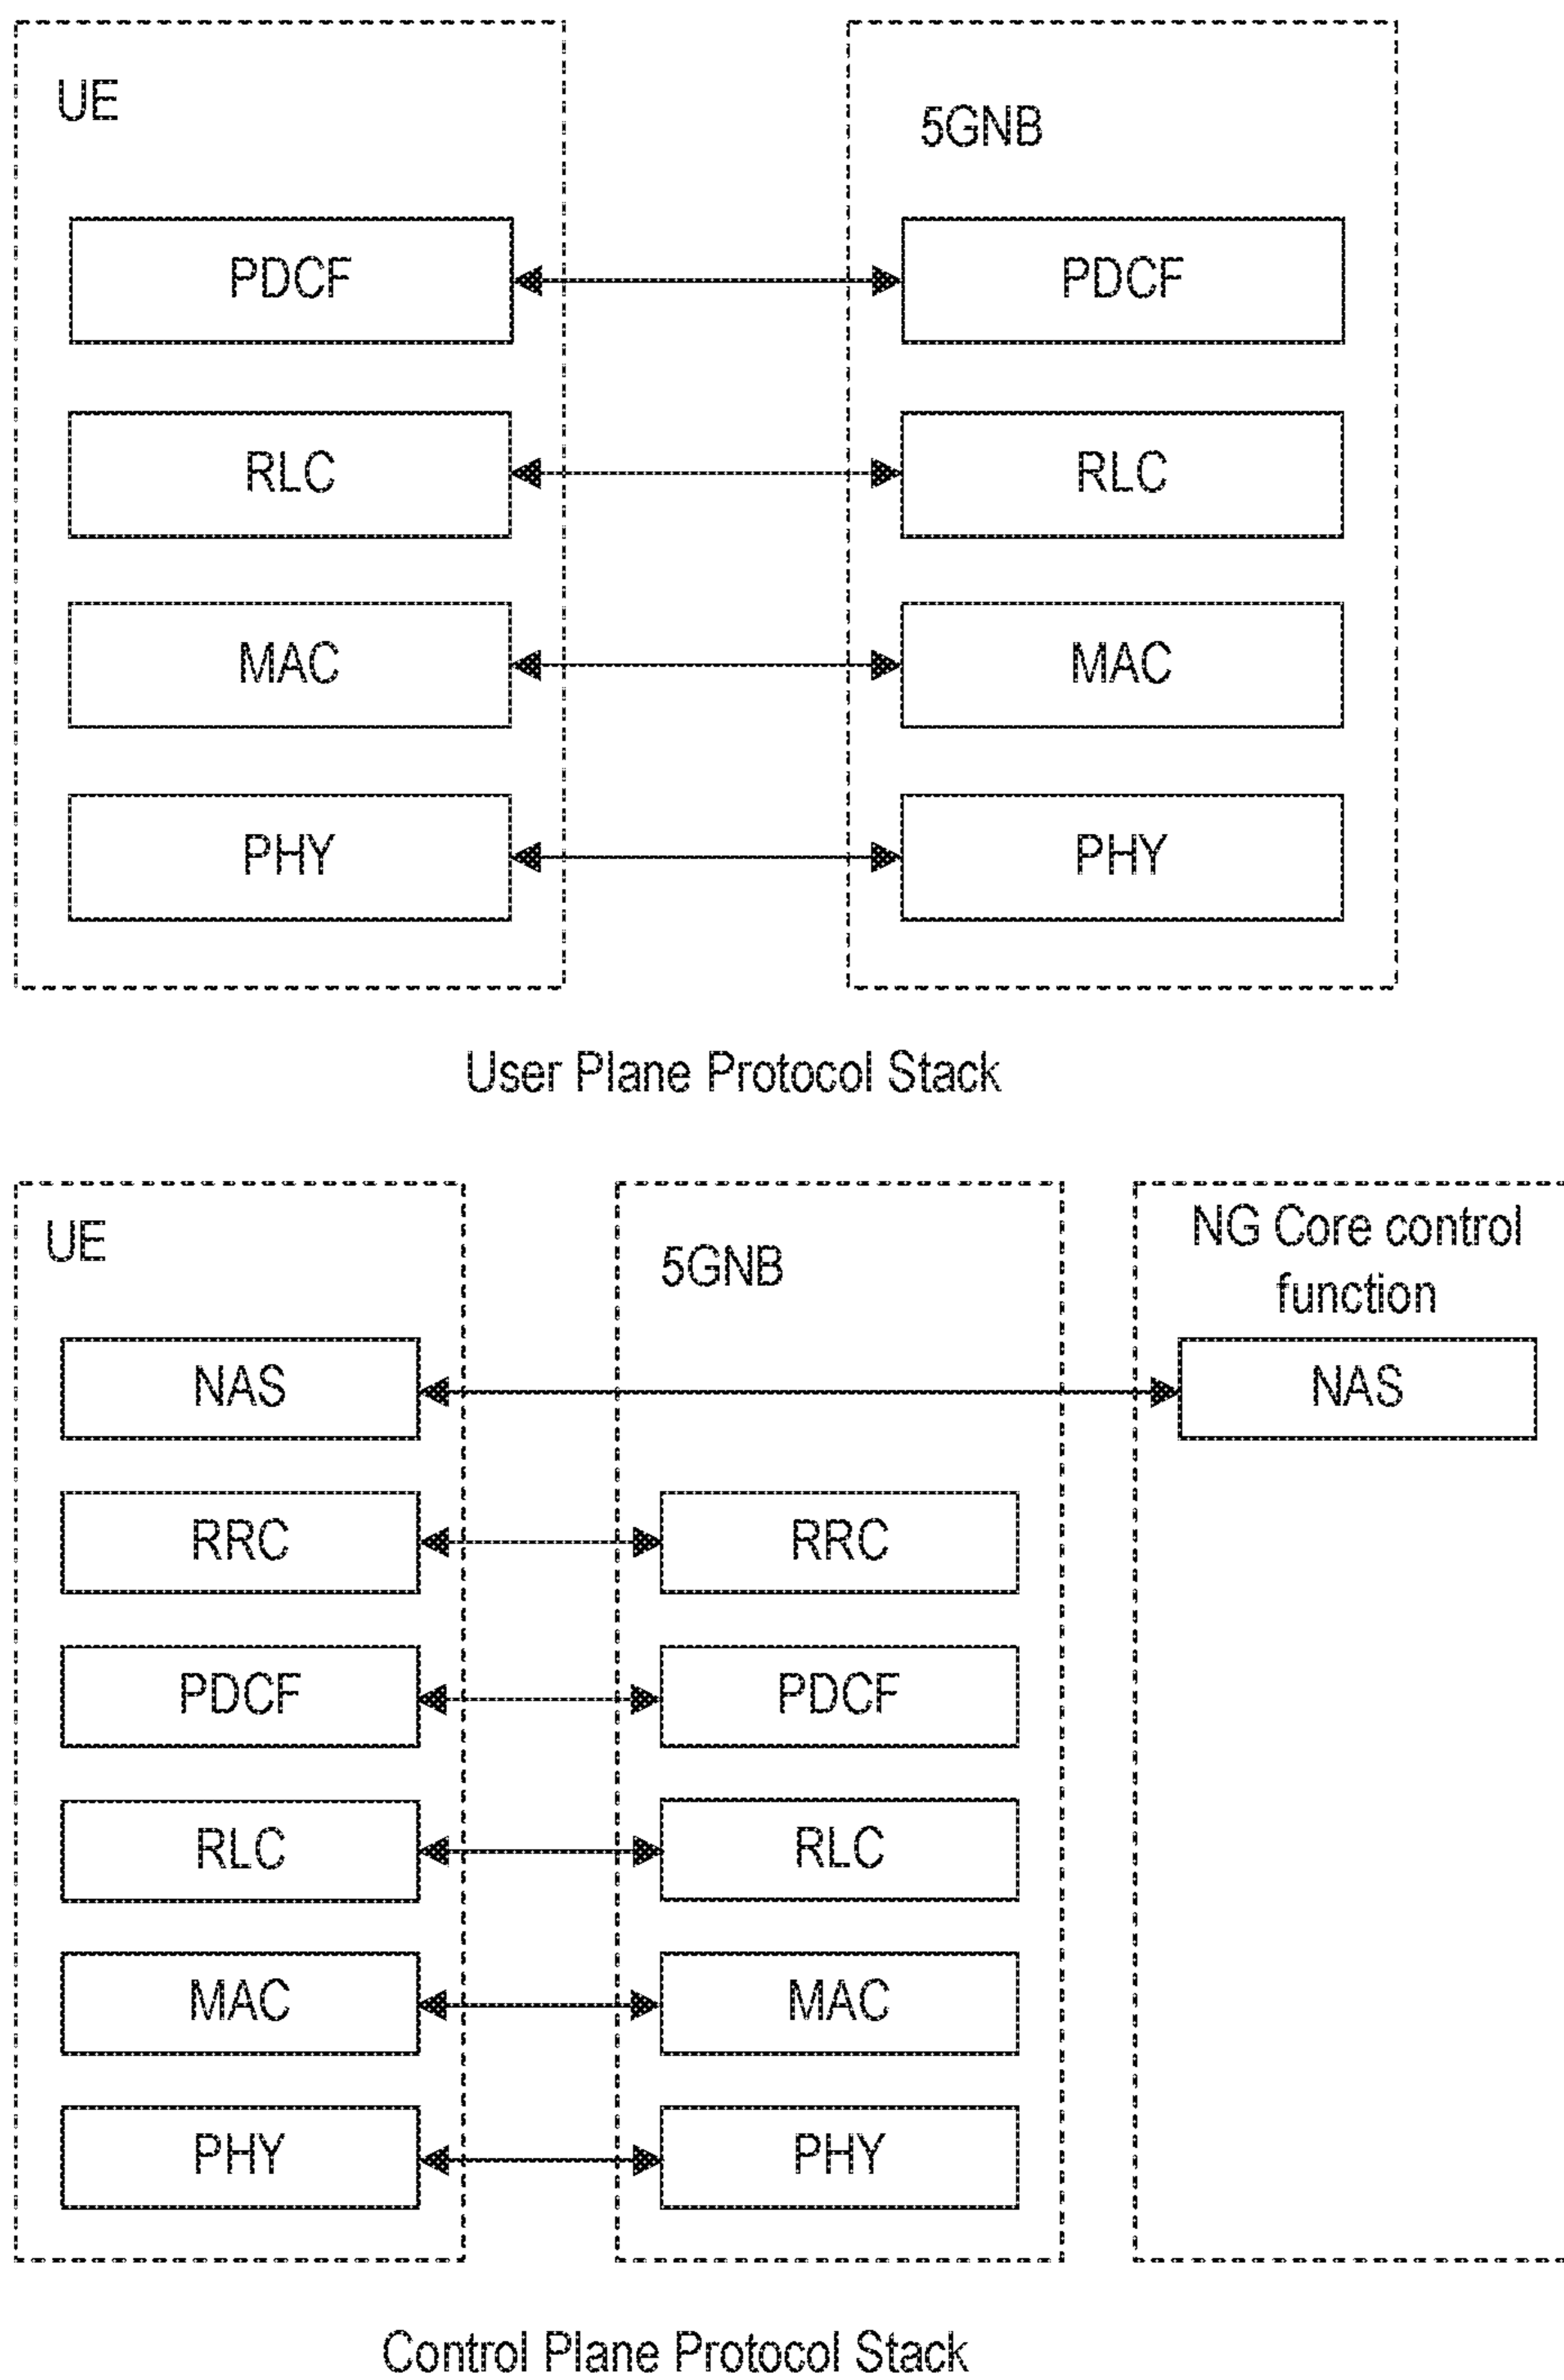 UE
5GNB
PDCF
PDCF
RLC
RLC
MAC
MAC
PHY
PHY
User Plane Protocol Stack
UE
5GNB
NG Core control
function
NAS
NAS
RRC
RRC
PDCF
PDCF
RLC
RLC
MAC
MAC
PHY
PHY
Control Plane Protocol Stack